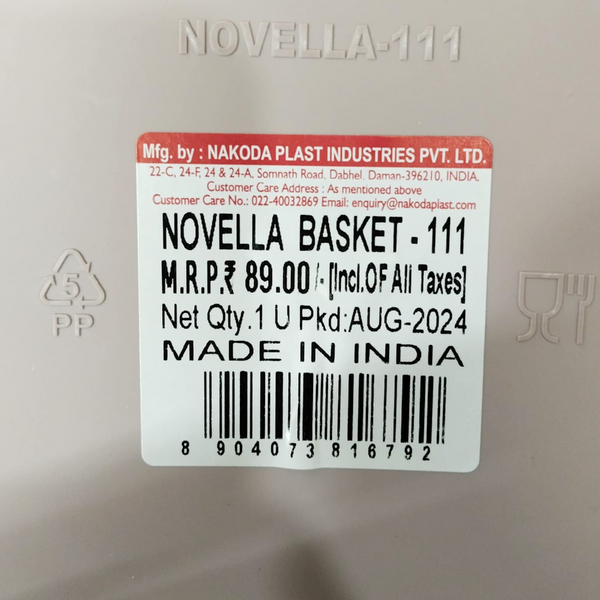 NOVELLA-111
Mfg. by : NAKODA PLAST INDUSTRIES PVT. LTD.
22-C, 24-F, 24 & 24-A, Somnath Road, Dabhel, Daman-396210, INDIA.
Customer Care Address : As mentioned above
Customer Care No.: 022-40032869 Email: enquiry@nakodaplast.com
NOVELLA BASKET - 111
M.R.P.₹ 89.00/- [Incl.OF All Taxes]
Net Qty.1 U Pkd:AUG-2024
MADE IN INDIA
8 904073 816792
5
PP